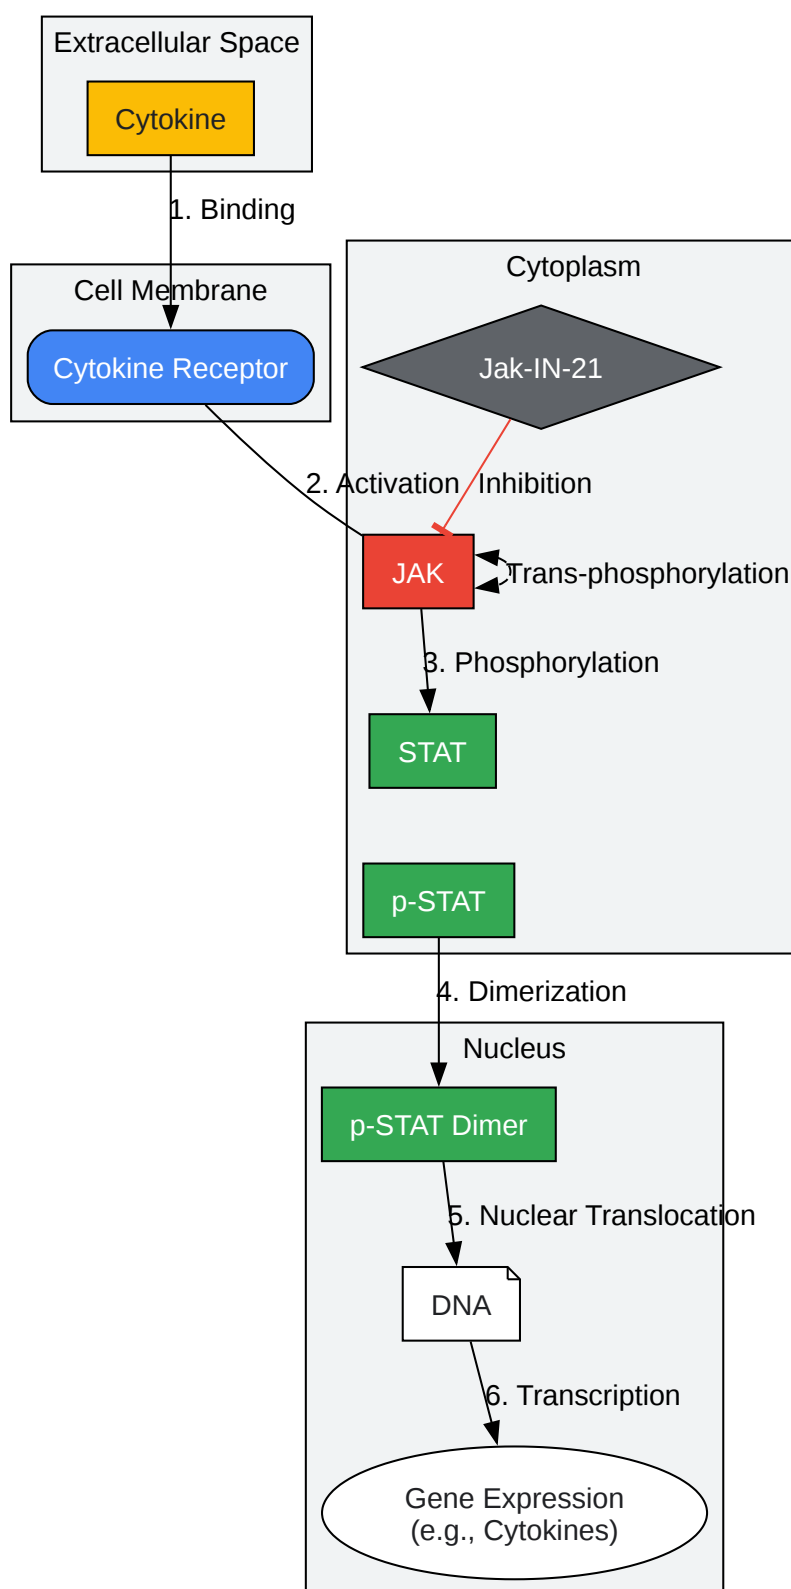 Extracellular Space
Cytokine
1. Binding
Cell Membrane
Cytokine Receptor
Cytoplasm
Jak-IN-21
2. Activation
Inhibition
JAK
Trans-phosphorylation
3. Phosphorylation
STAT
p-STAT
4. Dimerization
Nucleus
p-STAT Dimer
5. Nuclear Translocation
DNA
6. Transcription
Gene Expression
(e.g., Cytokines)